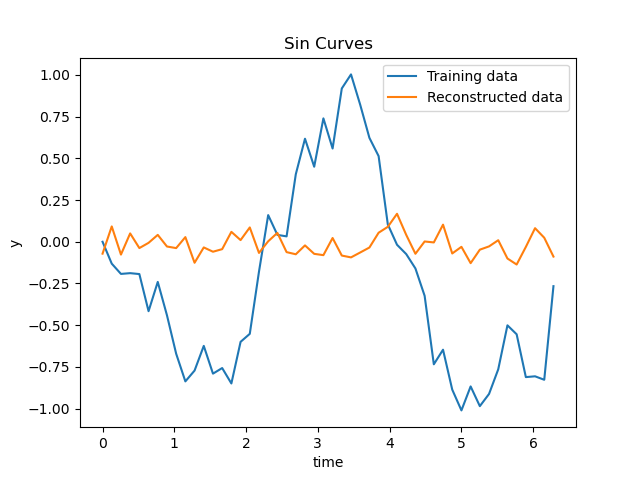 Sin Curves
Training data
Reconstructed data
1.00
0.75
0.50
0.25
0.00
−0.25
−0.50
−0.75
−1.00
y
0 1 2 3 4 5 6
time